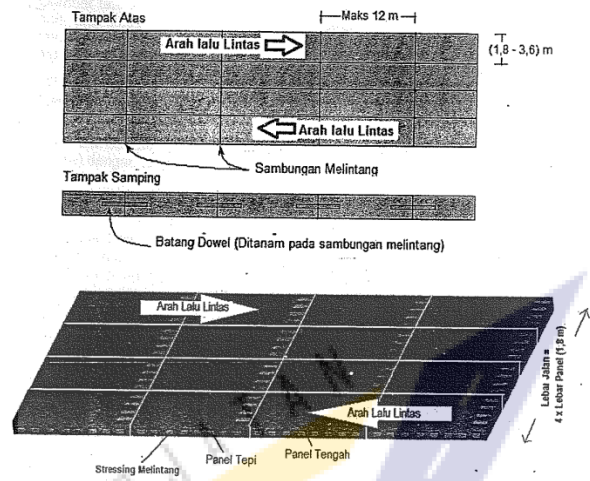 Tampak Atas
Maks 12 m
Arah lalu Lintas
(1,8 - 3,6) m
Arah lalu Lintas
Sambungan Melintang
Tampak Samping
Batang Dowel (Ditanam pada sambungan melintang)
Arah Lalu Lintas
Arah Lalu Lintas
Lebar Jalan =
4 x Lebar Panel (1,8 m)
Stressing Melintang
Panel Tepi
Panel Tengah